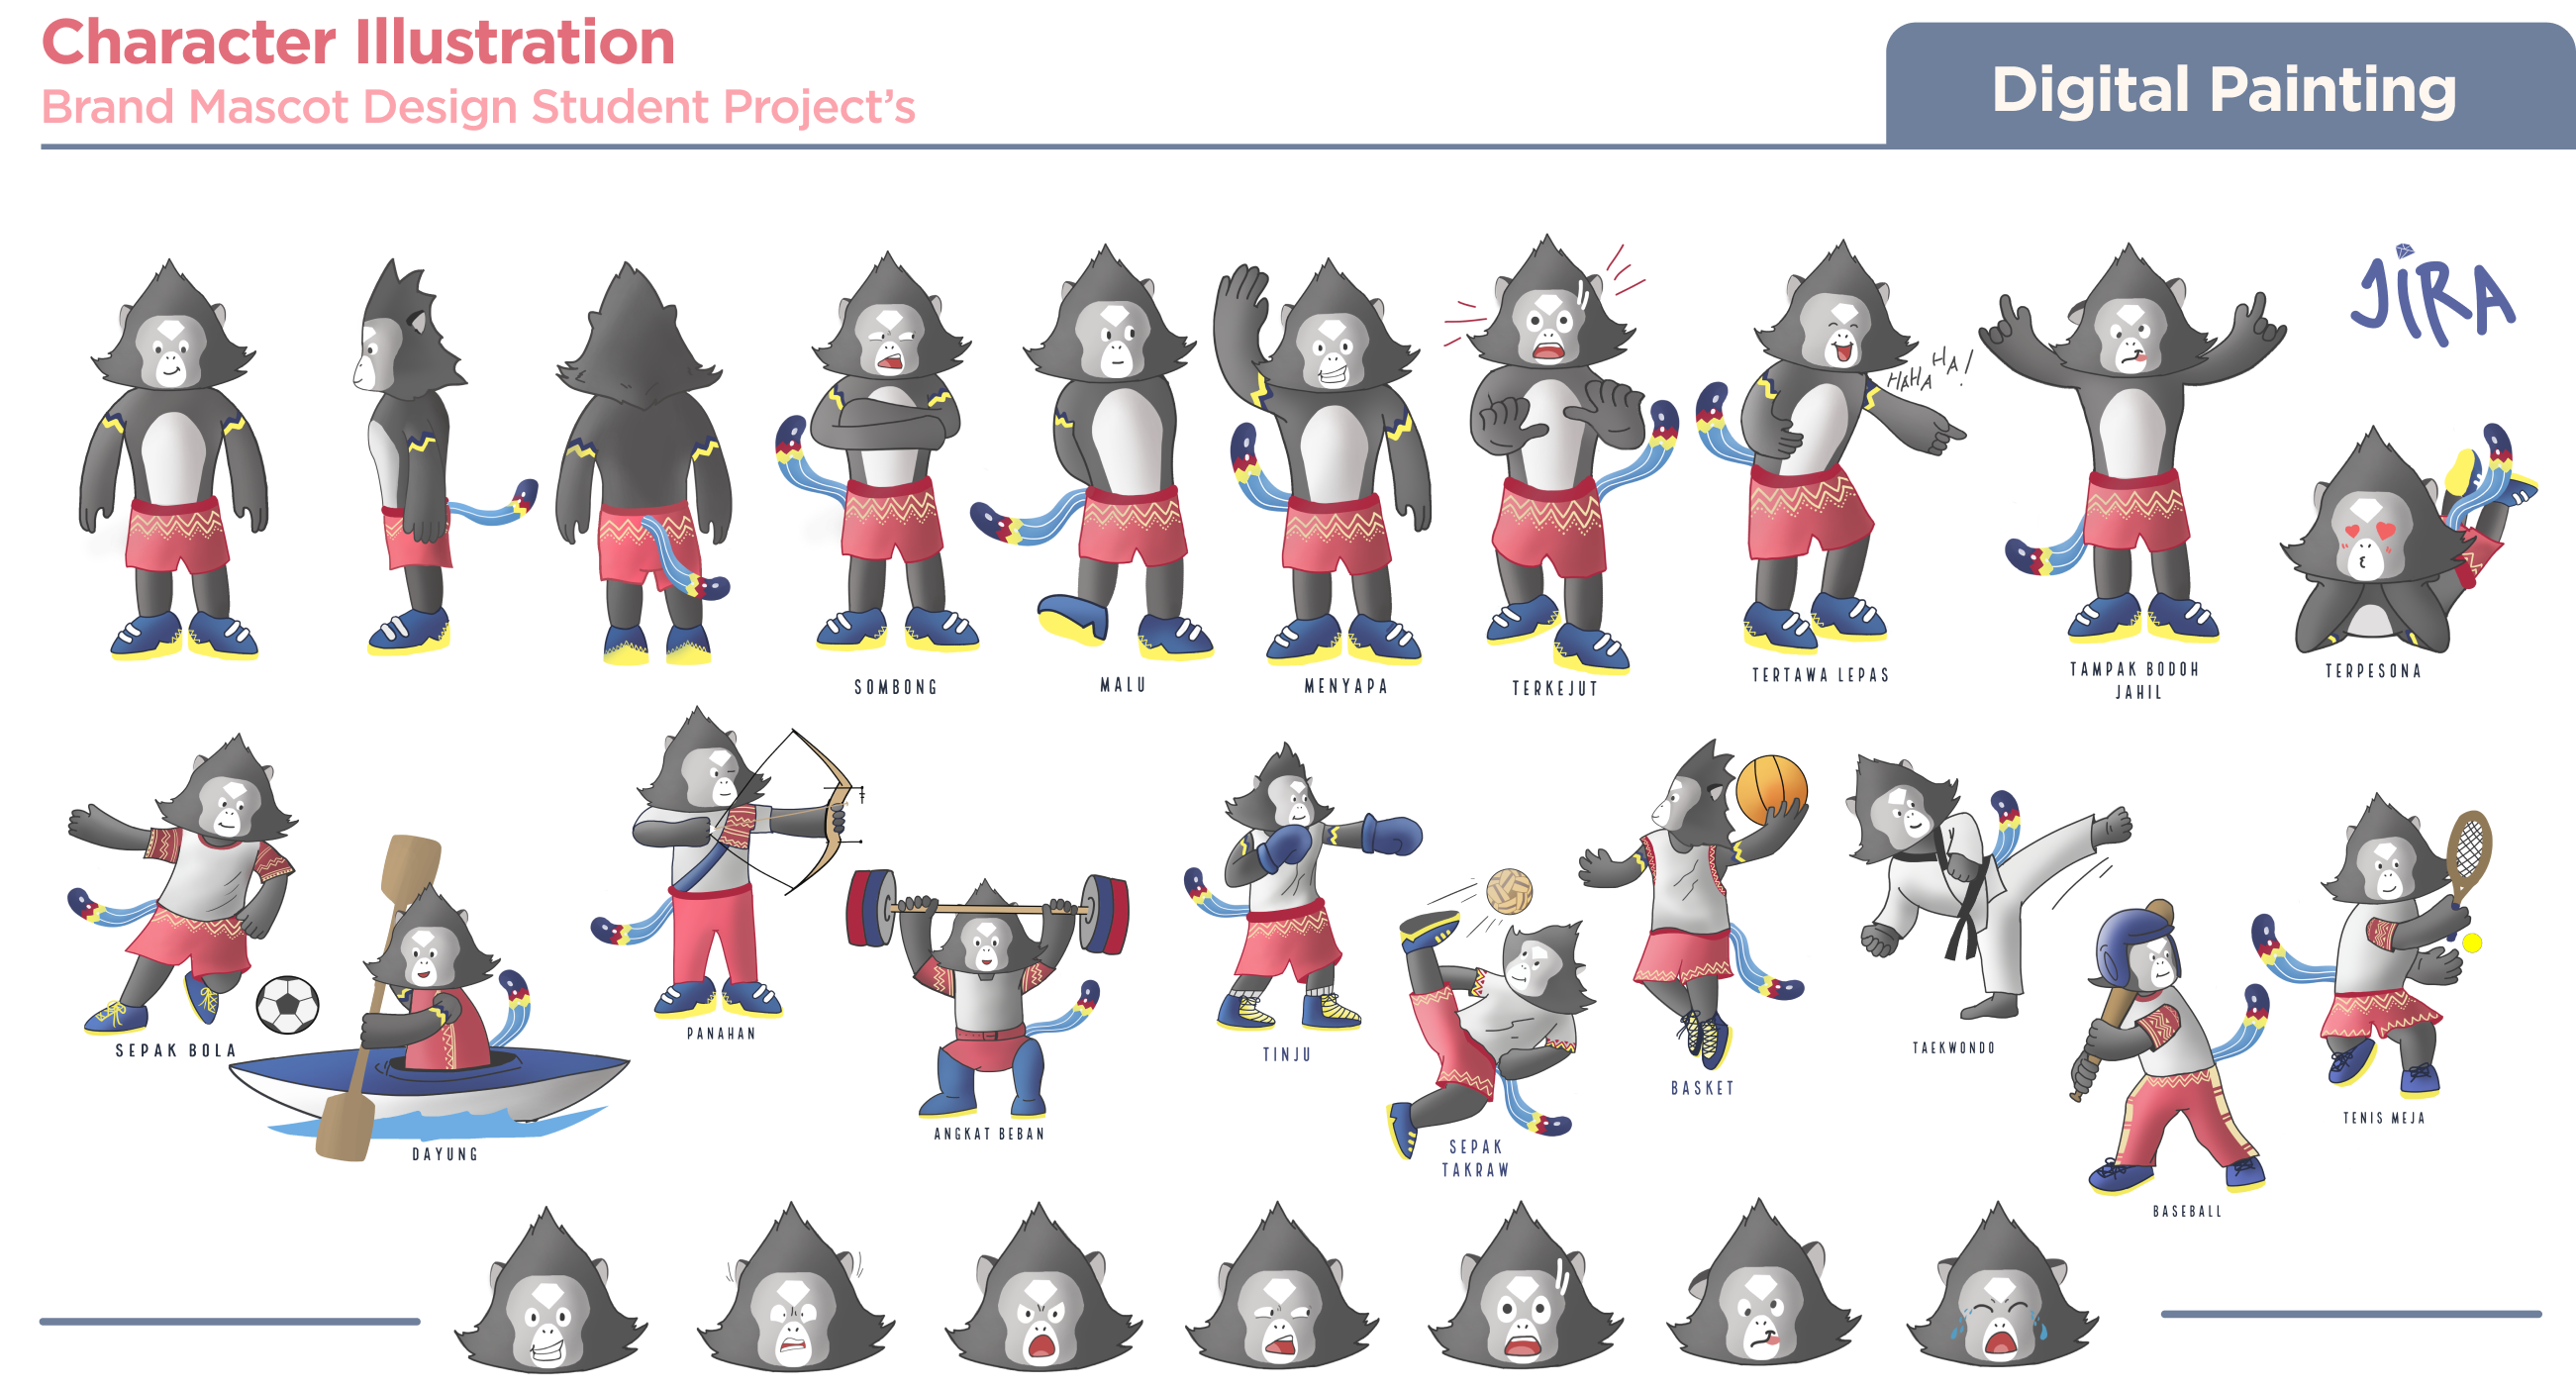 Character Illustration
Brand Mascot Design Student Project's
Digital Painting
JIRA
HAHA HA!
SOMBONG
MALU
MENYAPA
TERKEJUT
TERTAWA LEPAS
TAMPAK BODOH
JAHIL
TERPESONA
SEPAK BOLA
DAYUNG
PANAHAN
ANGKAT BEBAN
TINJU
SEPAK
TAKRAW
BASKET
TAEKWONDO
BASEBALL
TENIS MEJA